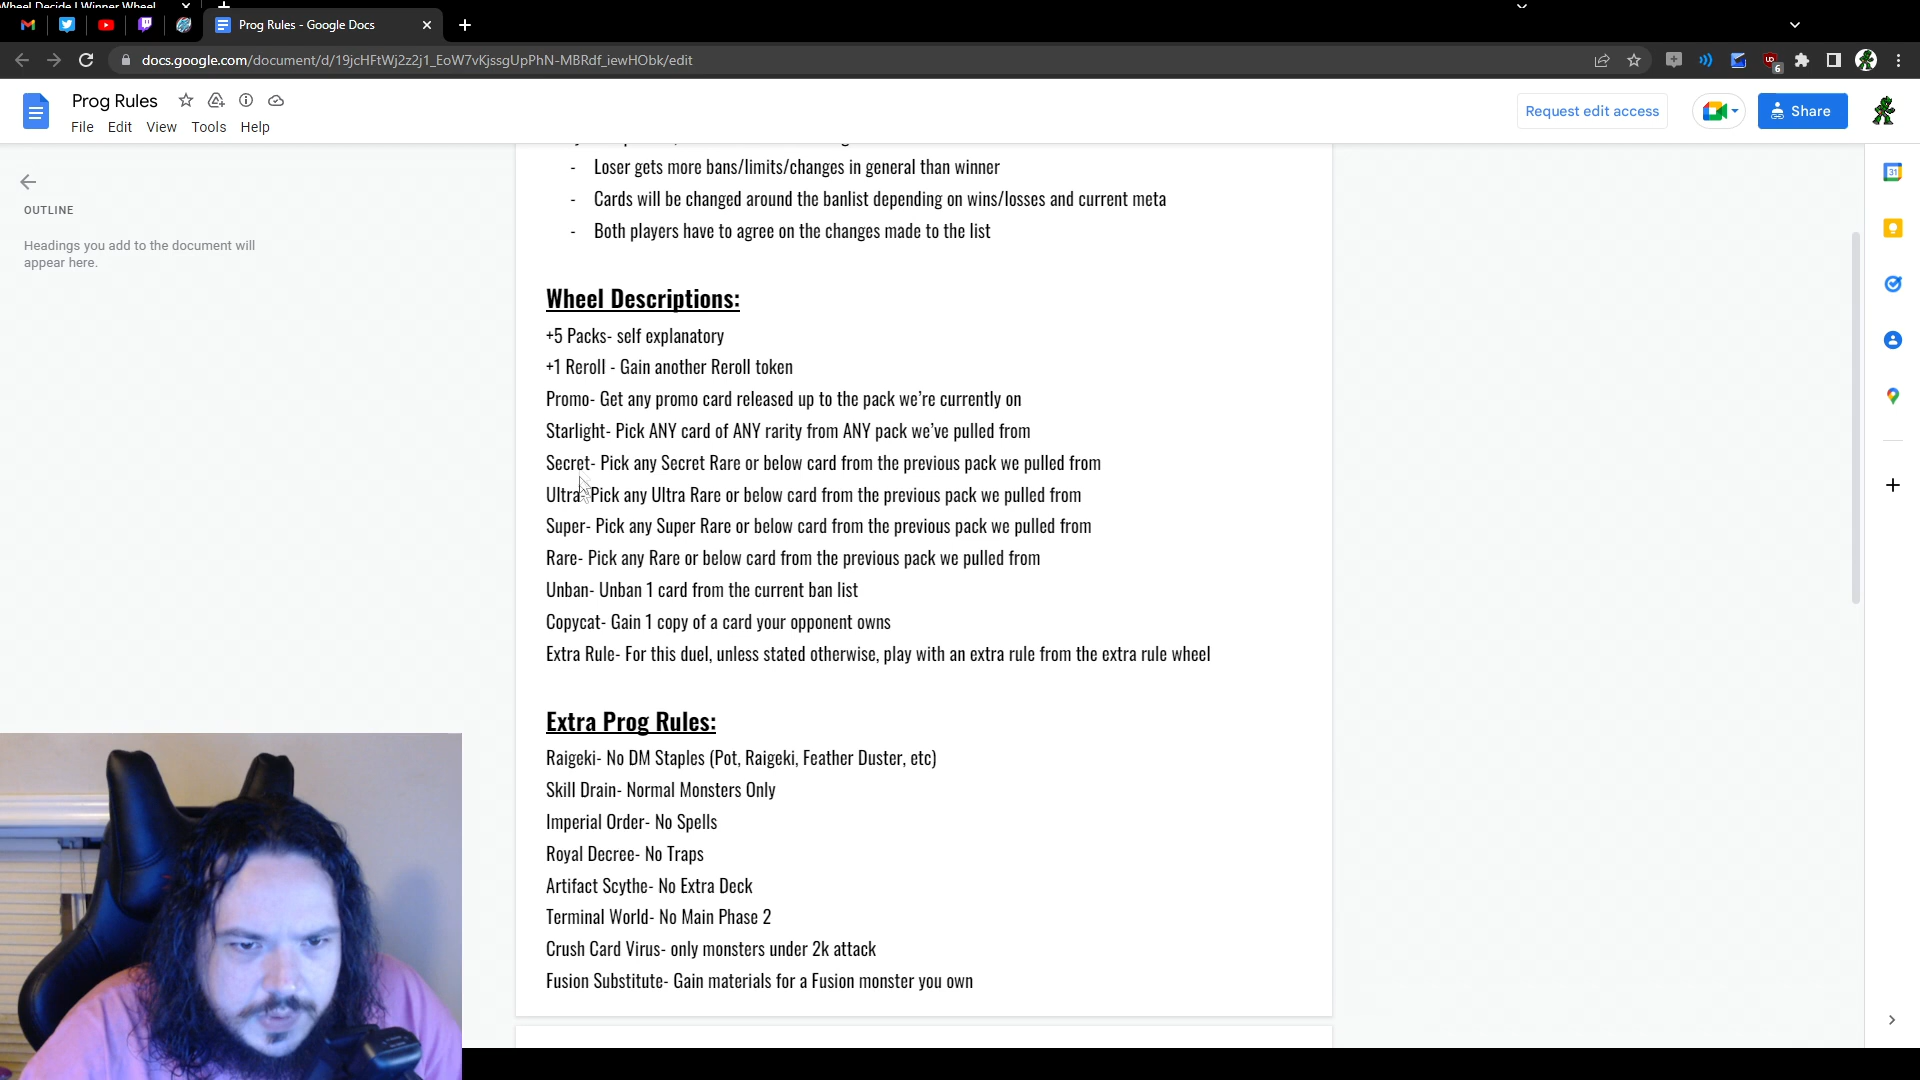 Wheel Decide | Winner Wheel
Prog Rules - Google Docs
docs.google.com/document/d/19jcHFtWj2z2j1_EoW7vKjssgUpPhN-MBRdf_iewHObk/edit
6
Prog Rules
File Edit View Tools Help
Request edit access
Share
31
OUTLINE
Headings you add to the document will
appear here.
- Loser gets more bans/limits/changes in general than winner
- Cards will be changed around the banlist depending on wins/losses and current meta
- Both players have to agree on the changes made to the list
Wheel Descriptions:
+5 Packs- self explanatory
+1 Reroll - Gain another Reroll token
Promo- Get any promo card released up to the pack we’re currently on
Starlight- Pick ANY card of ANY rarity from ANY pack we’ve pulled from
Secret- Pick any Secret Rare or below card from the previous pack we pulled from
Ultra- Pick any Ultra Rare or below card from the previous pack we pulled from
Super- Pick any Super Rare or below card from the previous pack we pulled from
Rare- Pick any Rare or below card from the previous pack we pulled from
Unban- Unban 1 card from the current ban list
Copycat- Gain 1 copy of a card your opponent owns
Extra Rule- For this duel, unless stated otherwise, play with an extra rule from the extra rule wheel
Extra Prog Rules:
Raigeki- No DM Staples (Pot, Raigeki, Feather Duster, etc)
Skill Drain- Normal Monsters Only
Imperial Order- No Spells
Royal Decree- No Traps
Artifact Scythe- No Extra Deck
Terminal World- No Main Phase 2
Crush Card Virus- only monsters under 2k attack
Fusion Substitute- Gain materials for a Fusion monster you own